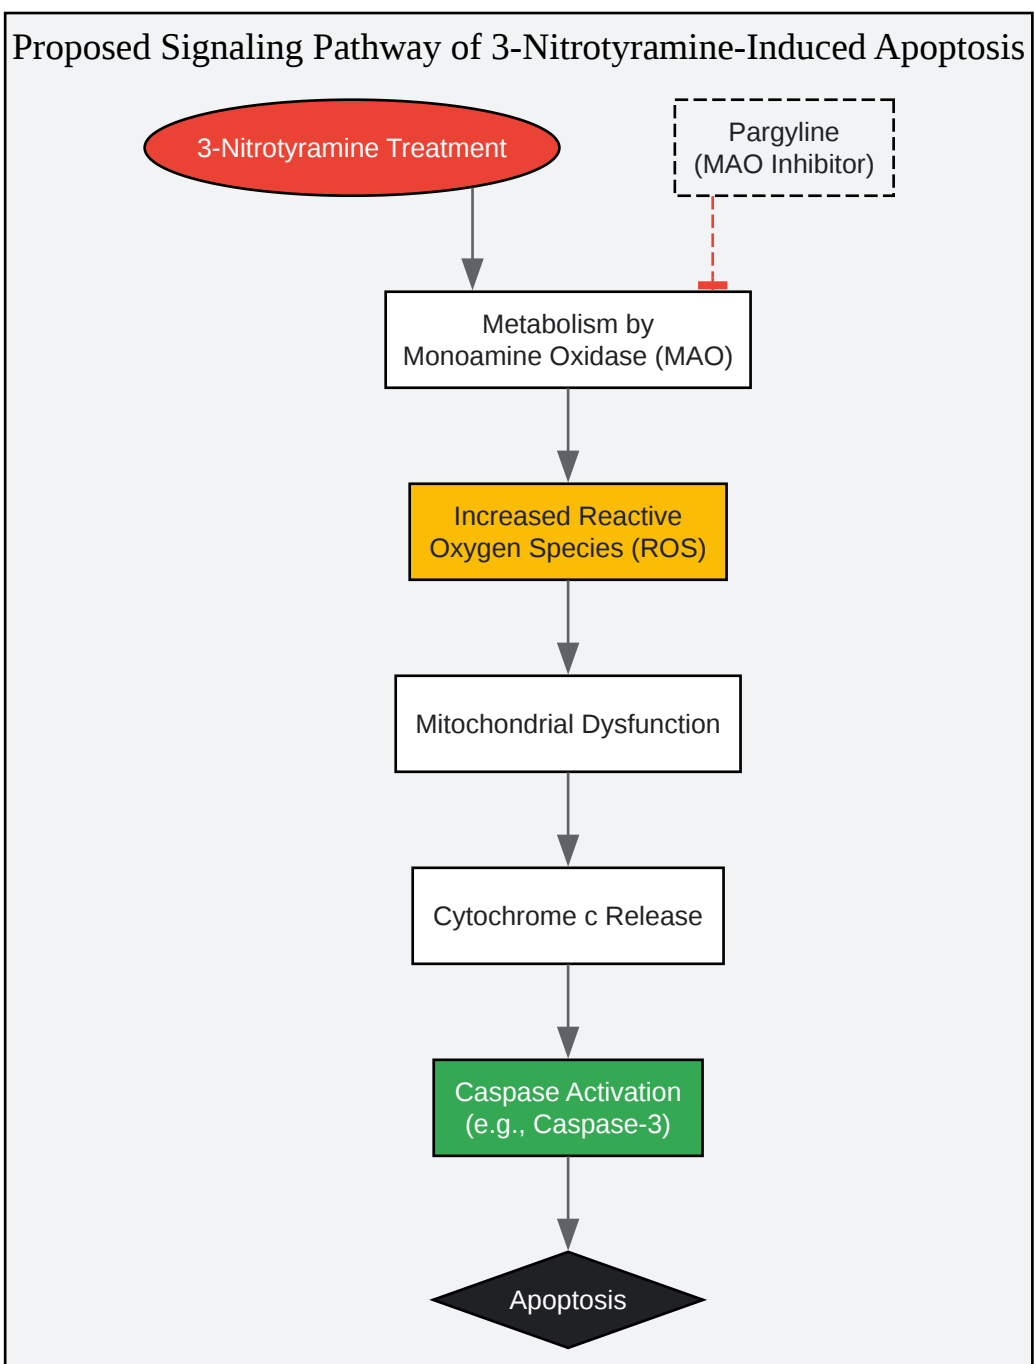 Proposed Signaling Pathway of 3-Nitrotyramine-Induced Apoptosis
3-Nitrotyramine Treatment
Pargyline
(MAO Inhibitor)
Metabolism by
Monoamine Oxidase (MAO)
Increased Reactive
Oxygen Species (ROS)
Mitochondrial Dysfunction
Cytochrome c Release
Caspase Activation
(e.g., Caspase-3)
Apoptosis